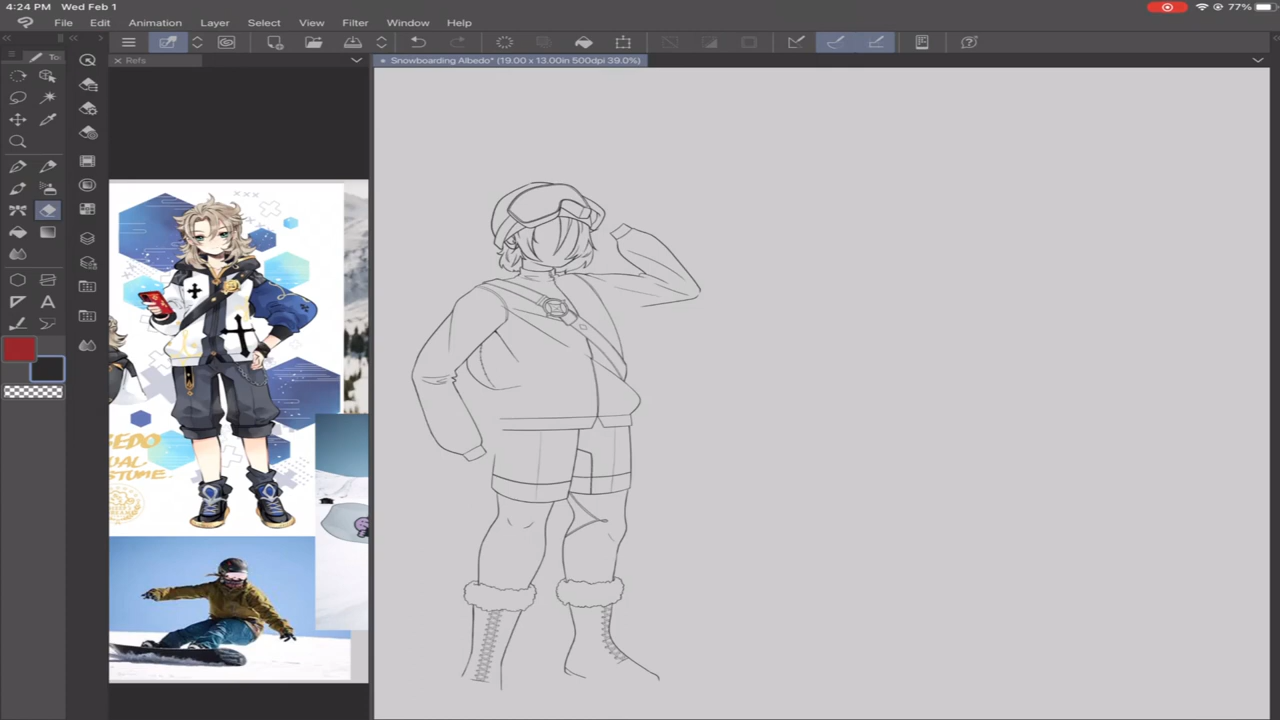 4:24 PM Wed Feb 1
77%
File Edit Animation Layer Select View Filter Window Help
To
Refs
Snowboarding Albedo* (19.00 x 13.00in 500dpi 39.0%)
A
EDO
UAL
STUME